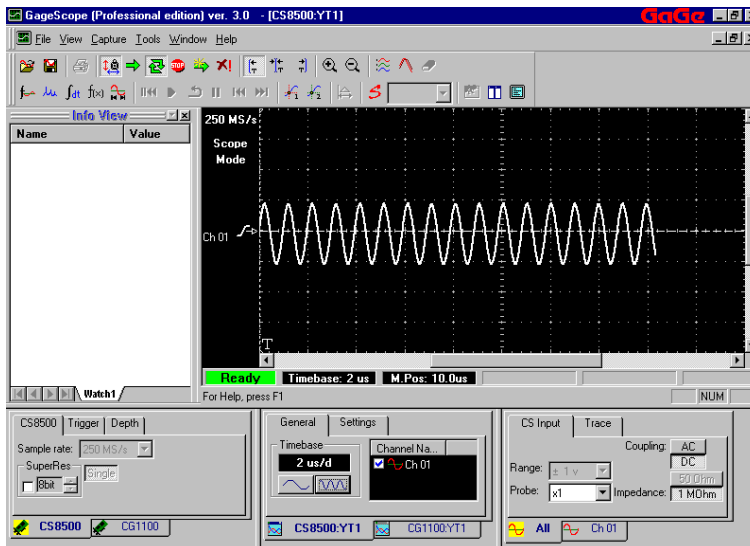 GageScope (Professional edition) ver. 3.0 - [CS8500:YT1]
GaGe
File View Capture Tools Window Help
STOP
∫dt f(x)
1 2
Info View
Name Value
Watch1
250 MS/s
Scope
Mode
Ch 01
T
Ready Timebase: 2 us M.Pos: 10.0us
For Help, press F1
NUM
CS8500 Trigger Depth
Sample rate: 250 MS/s
SuperRes
8bit
Single
CS8500 CG1100
General Settings
Timebase
2 us/d
Channel Na...
Ch 01
CS8500:YT1 CG1100:YT1
CS Input Trace
Coupling: AC
DC
Range: ± 1 v
50 Ohm
Probe: x1 Impedance: 1 MOhm
All Ch 01